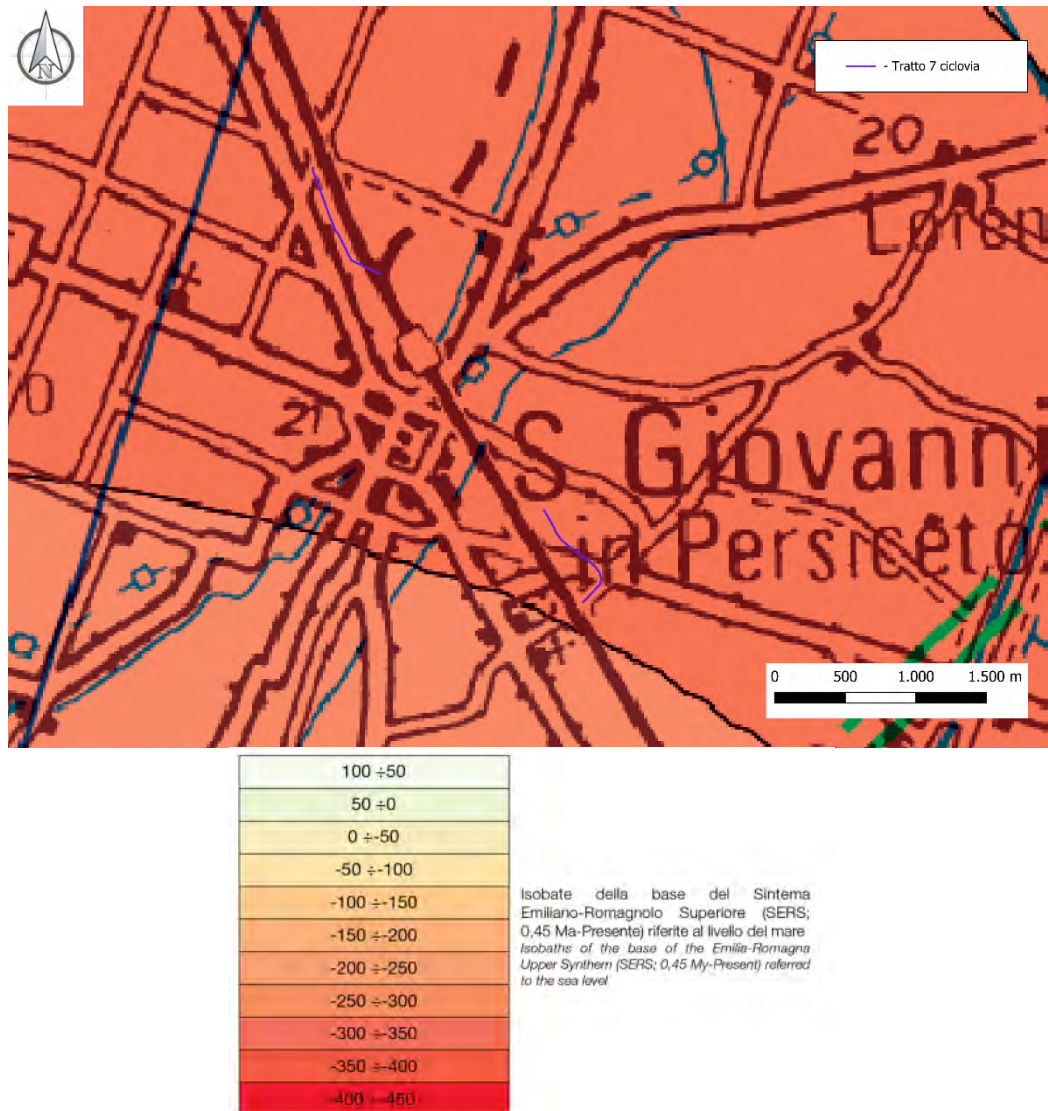 N
- Tratto 7 ciclovia
20
Loren
0
21
S Giovanni
in Persiceto
0 500 1.000 1.500 m
100 ÷50
50 ÷0
0 ÷-50
-50 ÷-100
-100 ÷-150
-150 ÷-200
-200 ÷-250
-250 ÷-300
-300 ÷-350
-350 ÷-400
-400 ÷-450
Isobate della base del Sintema
Emiliano-Romagnolo Superiore (SERS;
0,45 Ma-Presente) riferite al livello del mare
Isobaths of the base of the Emilia-Romagna
Upper Synthem (SERS; 0,45 My-Present) referred
to the sea level